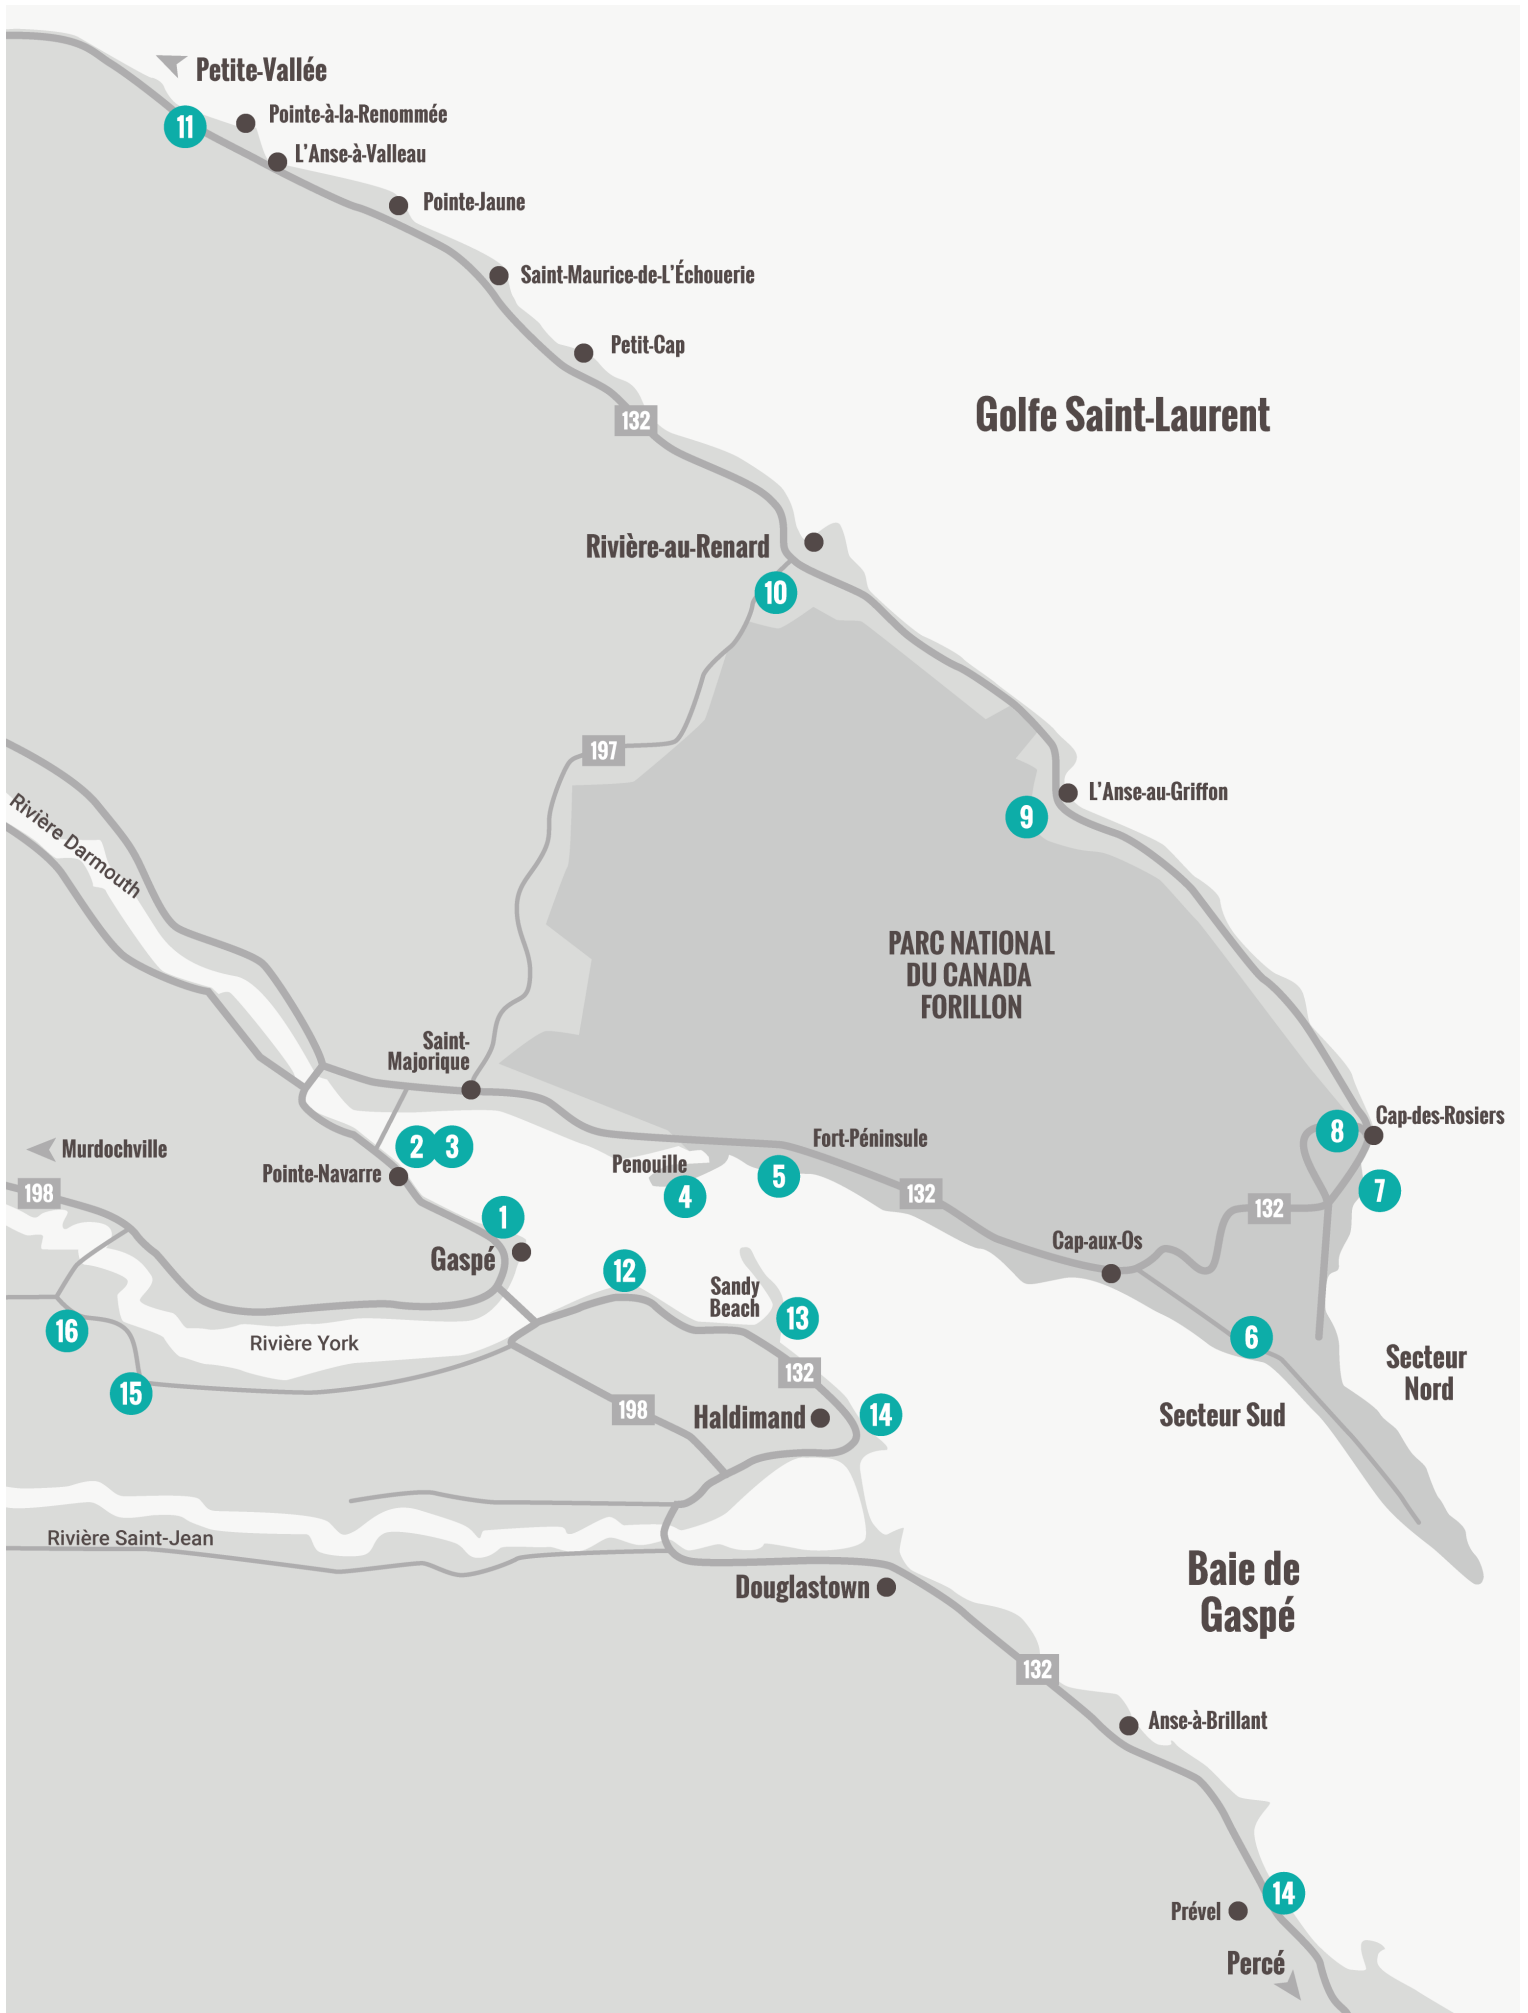 Petite-Vallée
Pointe-à-la-Renommée
11
L'Anse-à-Valleau
Pointe-Jaune
Saint-Maurice-de-L'Échouerie
Petit-Cap
132
Golfe Saint-Laurent
Rivière-au-Renard
10
197
L'Anse-au-Griffon
9
Rivière Darmouth
PARC NATIONAL
DU CANADA
FORILLON
Saint-
Majorique
Cap-des-Rosiers
8
Fort-Péninsule
Murdochville
2
3
Pointe-Navarre
Penouille
5
4
7
198
132
132
1
Cap-aux-Os
Gaspé
12
Sandy
Beach
13
16
Rivière York
6
Secteur
Nord
132
15
198
Haldimand
14
Secteur Sud
Rivière Saint-Jean
Baie de
Gaspé
Douglastown
132
Anse-à-Brillant
14
Prével
Percé